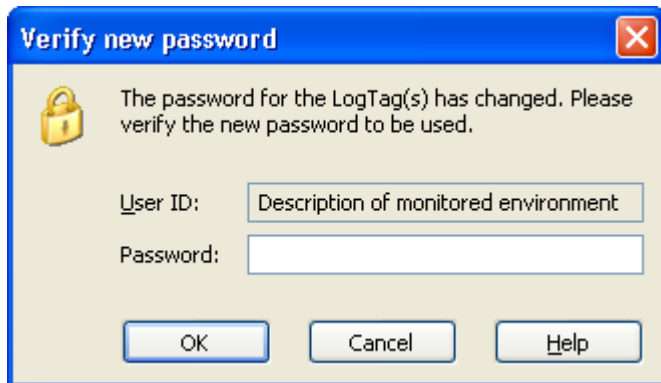 Verify new password
The password for the LogTag(s) has changed. Please
verify the new password to be used.
User ID: Description of monitored environment
Password:
OK Cancel Help